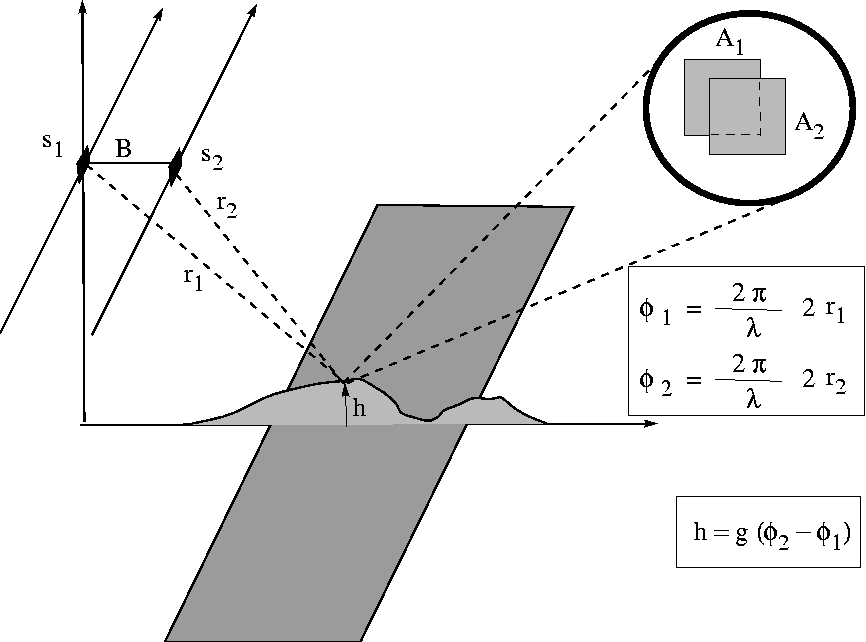 A₁
A₂
s₁
B
s₂
r₂
r₁
h
ϕ ₁ = 2 π / λ 2 r₁
ϕ ₂ = 2 π / λ 2 r₂
h = g (ϕ₂ − ϕ₁)